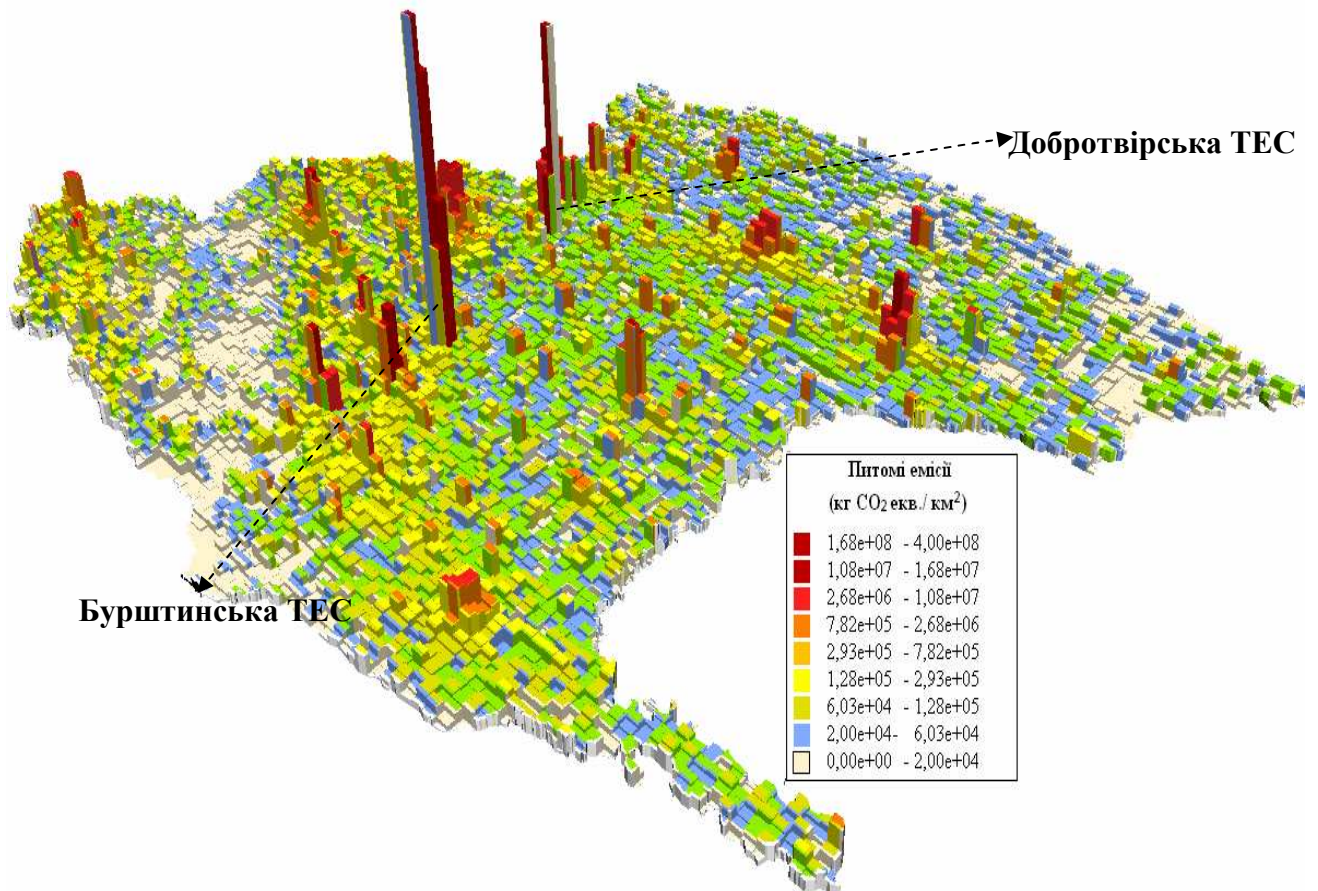 Добротвірська ТЕС
Бурштинська ТЕС
Питомі емісії
(кг CO₂ екв./ км²)
1,68e+08 - 4,00e+08
1,08e+07 - 1,68e+07
2,68e+06 - 1,08e+07
7,82e+05 - 2,68e+06
2,93e+05 - 7,82e+05
1,28e+05 - 2,93e+05
6,03e+04 - 1,28e+05
2,00e+04- 6,03e+04
0,00e+00 - 2,00e+04